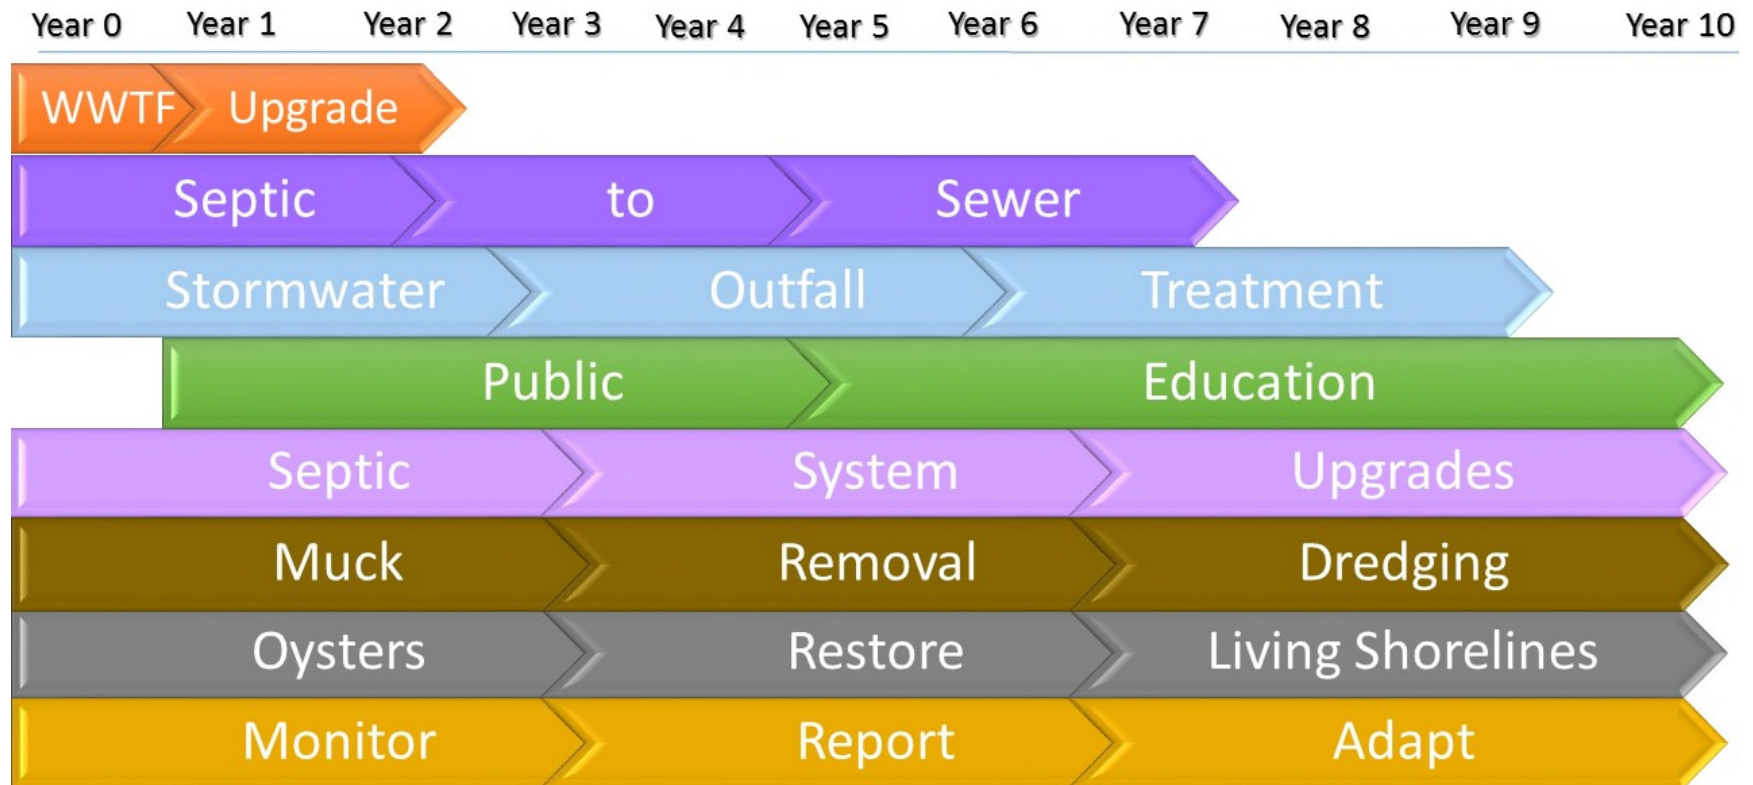 Year 0 Year 1 Year 2 Year 3 Year 4 Year 5 Year 6 Year 7 Year 8 Year 9 Year 10
WWTF Upgrade
Septic to Sewer
Stormwater Outfall Treatment
Public Education
Septic System Upgrades
Muck Removal Dredging
Oysters Restore Living Shorelines
Monitor Report Adapt